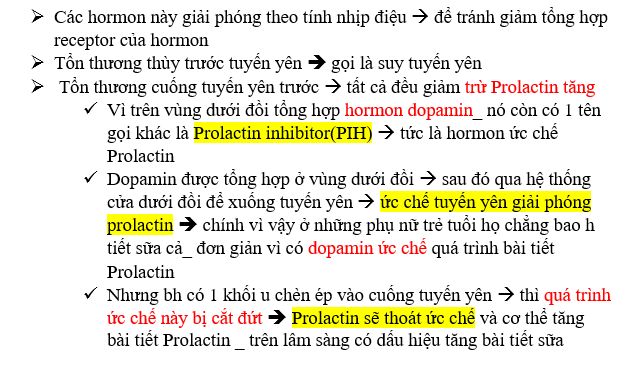 ➢ Các hormon này giải phóng theo tính nhịp điệu → để tránh giảm tổng hợp
receptor của hormon
➢ Tổn thương thùy trước tuyến yên → gọi là suy tuyến yên
➢ Tổn thương cuống tuyến yên trước → tất cả đều giảm trừ Prolactin tăng
✓ Vì trên vùng dưới đồi tổng hợp hormon dopamin_ nó còn có 1 tên
gọi khác là Prolactin inhibitor(PIH) → tức là hormon ức chế
Prolactin
✓ Dopamin được tổng hợp ở vùng dưới đồi → sau đó qua hệ thống
cửa dưới đồi để xuống tuyến yên → ức chế tuyến yên giải phóng
prolactin → chính vì vậy ở những phụ nữ trẻ tuổi họ chẳng bao h
tiết sữa cả_ đơn giản vì có dopamin ức chế quá trình bài tiết
Prolactin
✓ Nhưng bh có 1 khối u chèn ép vào cuống tuyến yên → thì quá trình
ức chế này bị cắt đứt → Prolactin sẽ thoát ức chế và cơ thể tăng
bài tiết Prolactin _ trên lâm sàng có dấu hiệu tăng bài tiết sữa